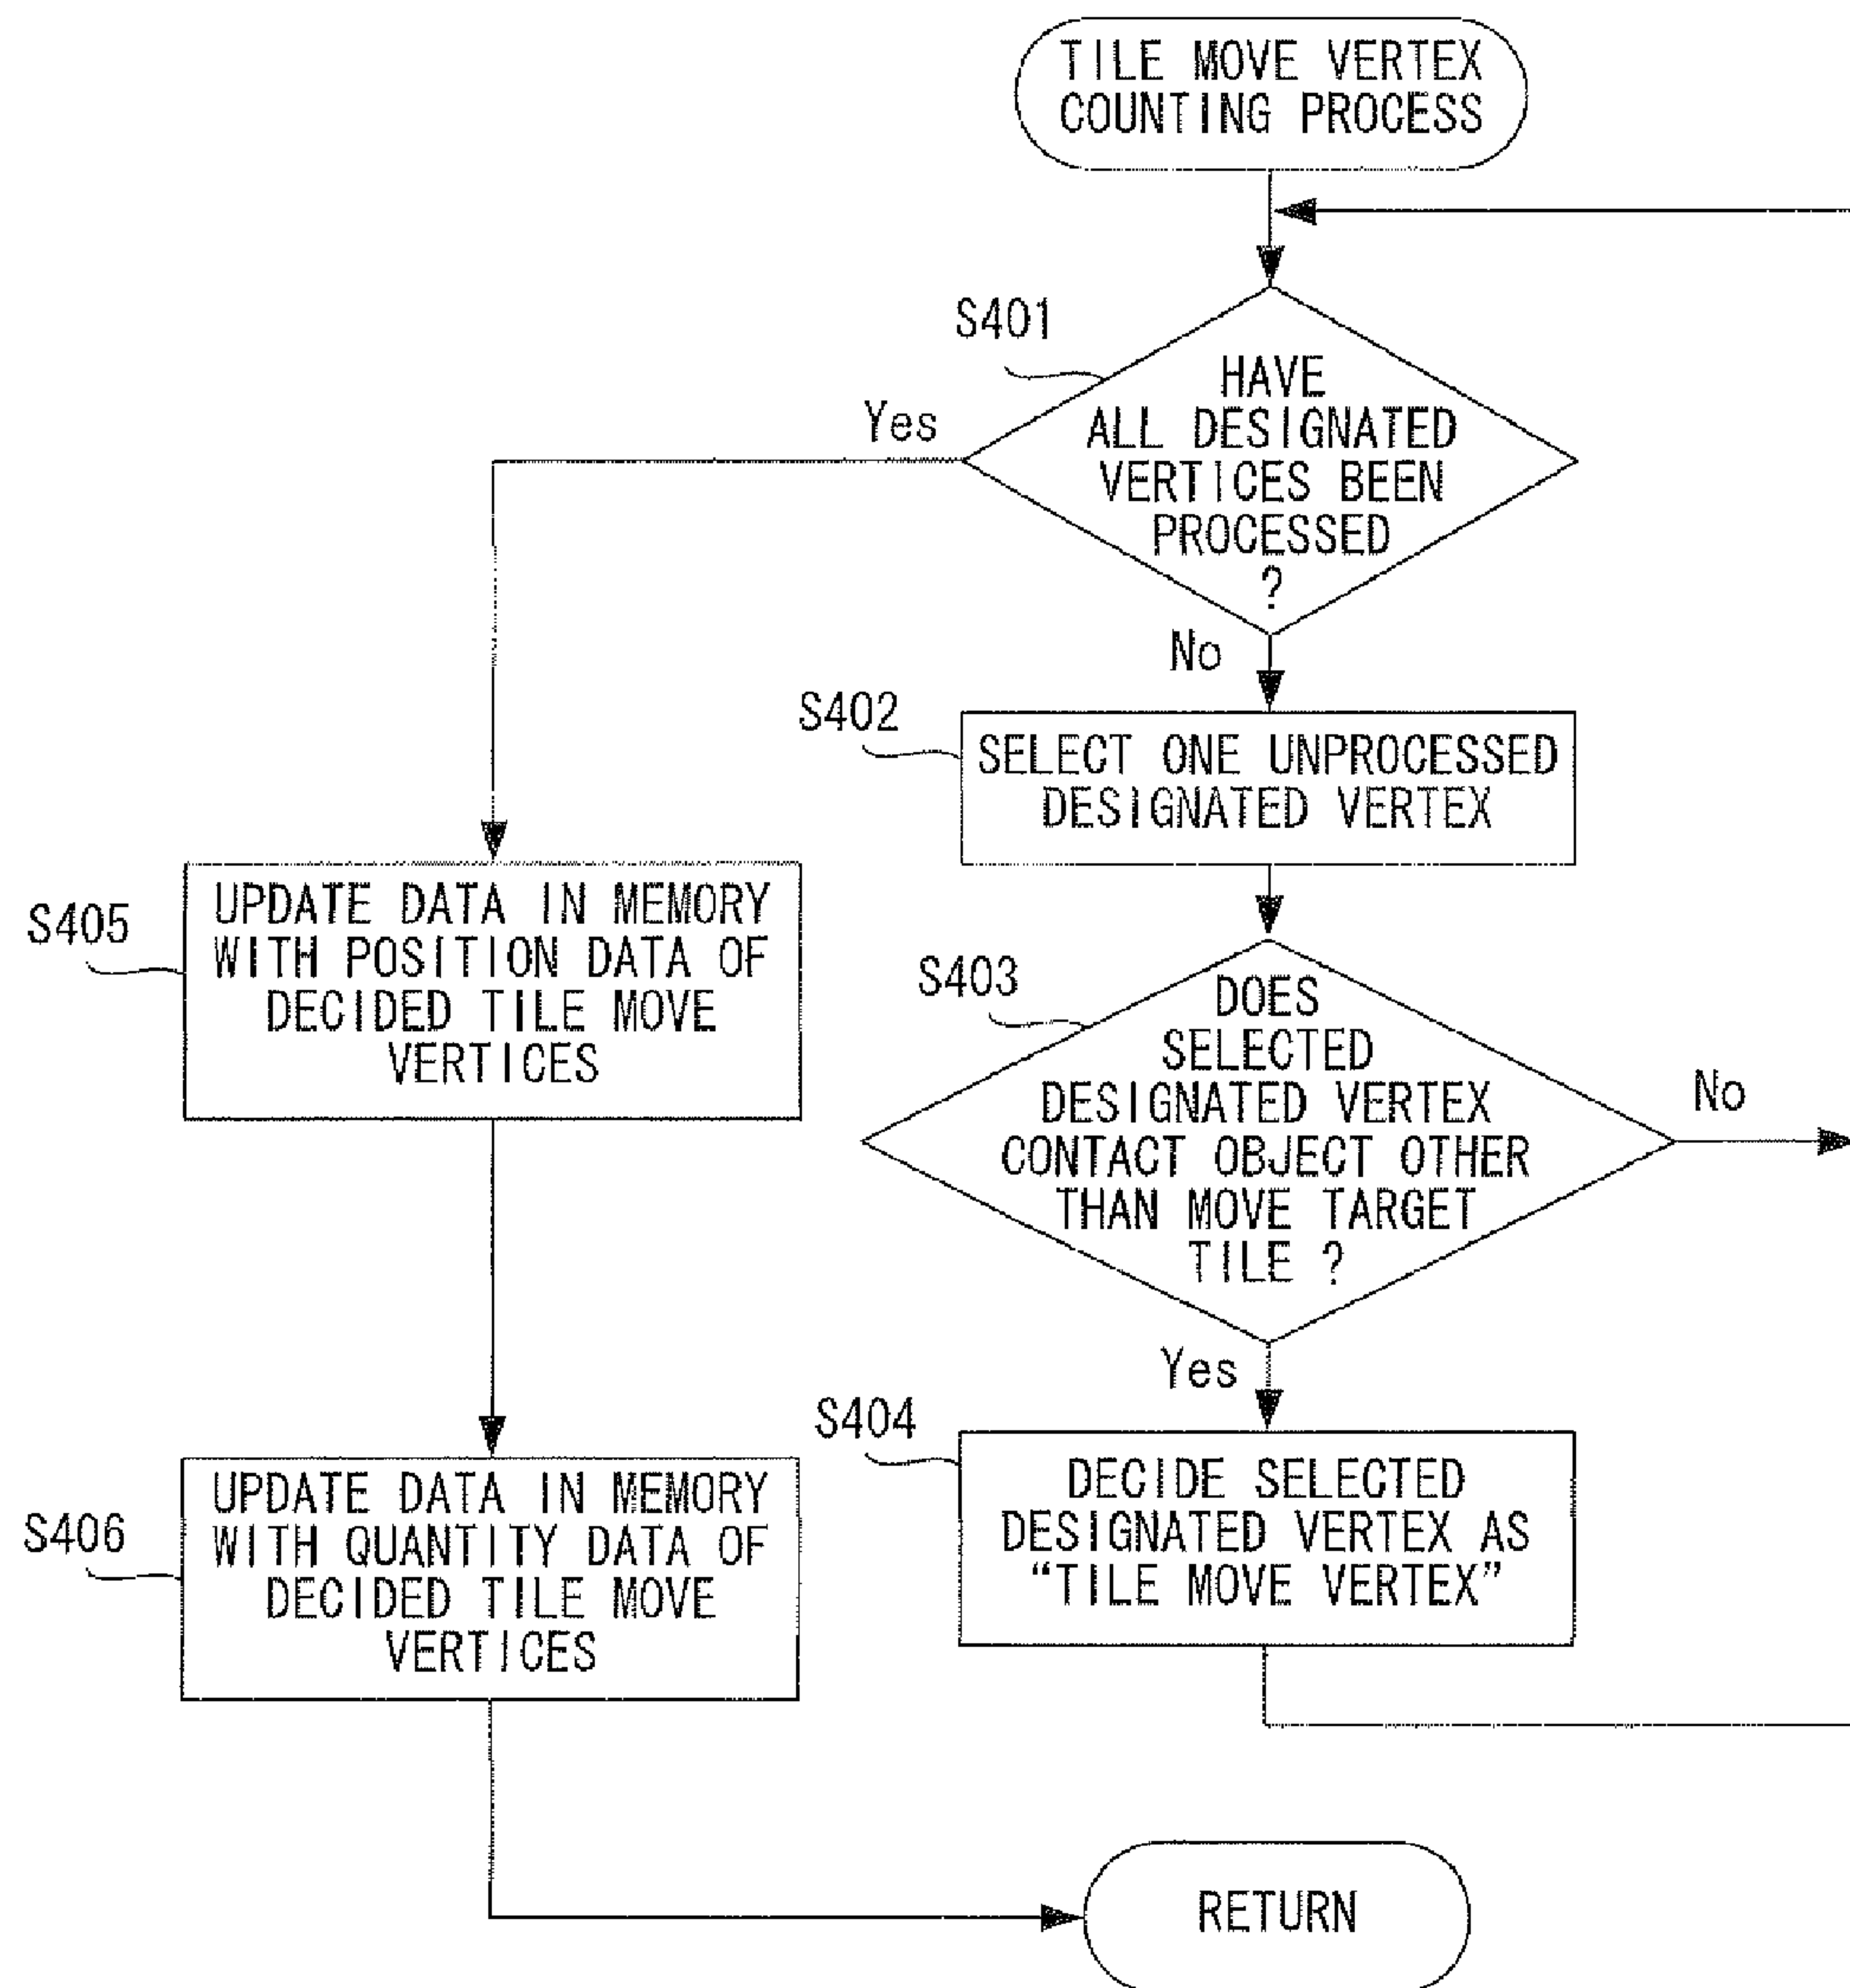 TILE MOVE VERTEX
COUNTING PROCESS
S401
HAVE
ALL DESIGNATED
VERTICES BEEN
PROCESSED
?
Yes
No
S402
SELECT ONE UNPROCESSED
DESIGNATED VERTEX
S403
DOES
SELECTED
DESIGNATED VERTEX
CONTACT OBJECT OTHER
THAN MOVE TARGET
TILE ?
No
Yes
S404
DECIDE SELECTED
DESIGNATED VERTEX AS
“TILE MOVE VERTEX”
S405
UPDATE DATA IN MEMORY
WITH POSITION DATA OF
DECIDED TILE MOVE
VERTICES
S406
UPDATE DATA IN MEMORY
WITH QUANTITY DATA OF
DECIDED TILE MOVE
VERTICES
RETURN